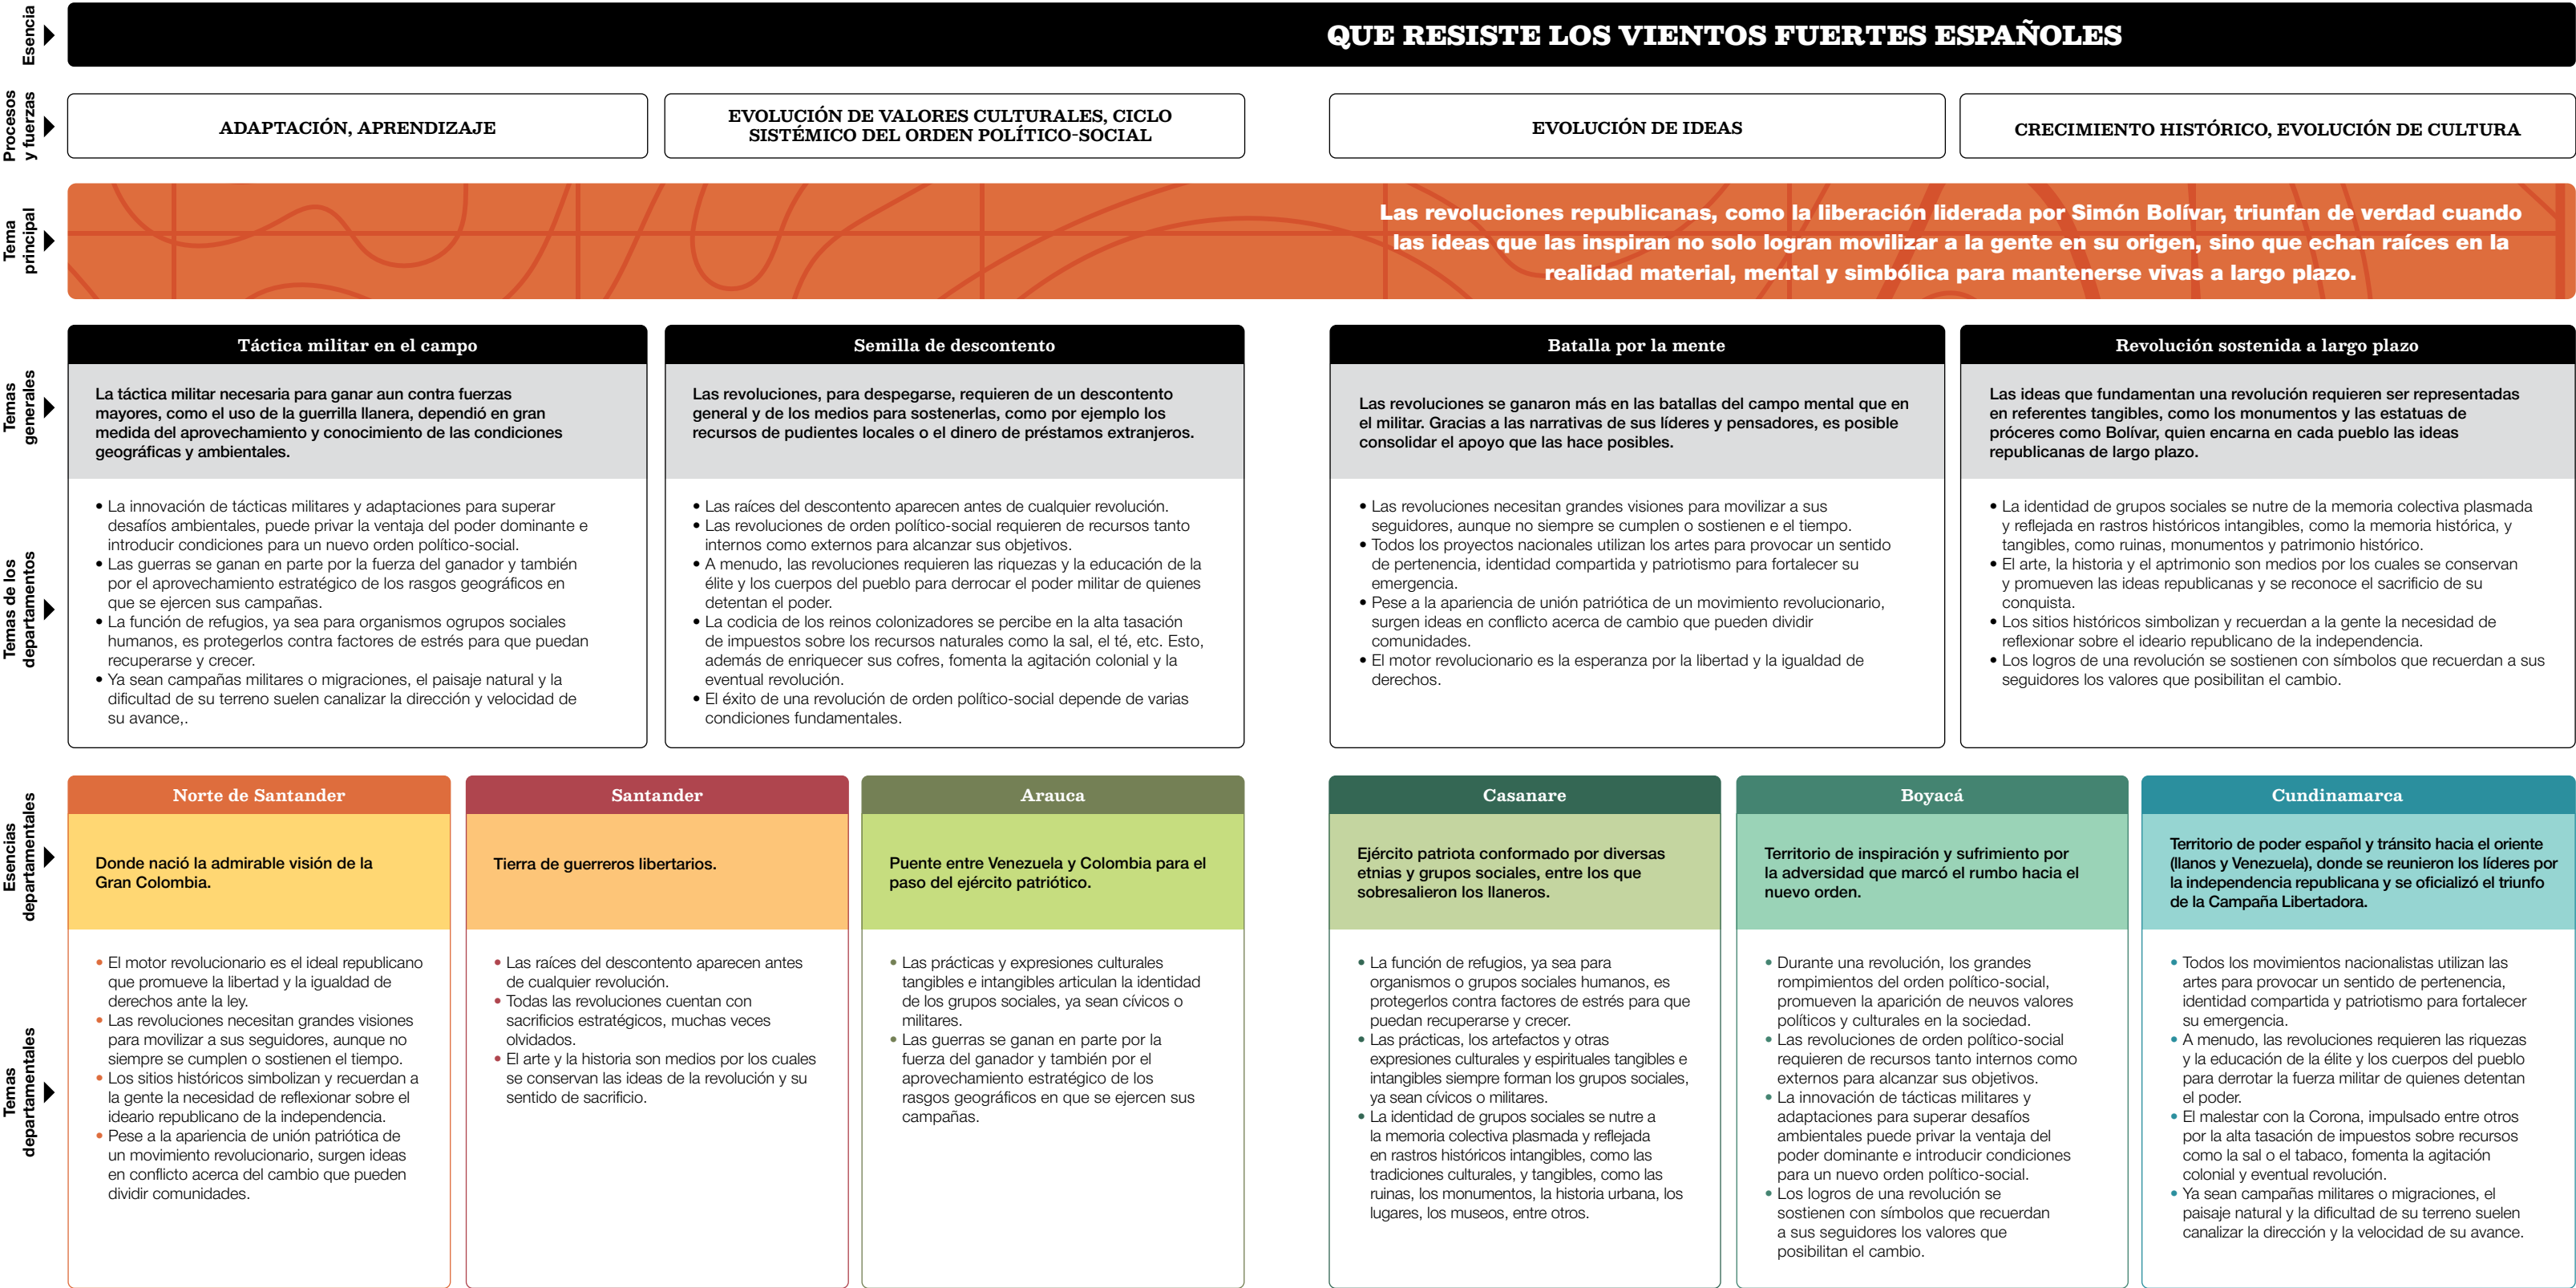 Esencia
QUE RESISTE LOS VIENTOS FUERTES ESPAÑOLES
Procesos
y fuerzas
ADAPTACIÓN, APRENDIZAJE
EVOLUCIÓN DE VALORES CULTURALES, CICLO
SISTÉMICO DEL ORDEN POLÍTICO-SOCIAL
EVOLUCIÓN DE IDEAS
CRECIMIENTO HISTÓRICO, EVOLUCIÓN DE CULTURA
Tema
principal
Las revoluciones republicanas, como la liberación liderada por Simón Bolívar, triunfan de verdad cuando
las ideas que las inspiran no solo logran movilizar a la gente en su origen, sino que echan raíces en la
realidad material, mental y simbólica para mantenerse vivas a largo plazo.
Temas
generales
Táctica militar en el campo
La táctica militar necesaria para ganar aun contra fuerzas
mayores, como el uso de la guerrilla llanera, dependió en gran
medida del aprovechamiento y conocimiento de las condiciones
geográficas y ambientales.
Semilla de descontento
Las revoluciones, para despegarse, requieren de un descontento
general y de los medios para sostenerlas, como por ejemplo los
recursos de pudientes locales o el dinero de préstamos extranjeros.
Batalla por la mente
Las revoluciones se ganaron más en las batallas del campo mental que en
el militar. Gracias a las narrativas de sus líderes y pensadores, es posible
consolidar el apoyo que las hace posibles.
Revolución sostenida a largo plazo
Las ideas que fundamentan una revolución requieren ser representadas
en referentes tangibles, como los monumentos y las estatuas de
próceres como Bolívar, quien encarna en cada pueblo las ideas
republicanas de largo plazo.
Temas de los
departamentos
• La innovación de tácticas militares y adaptaciones para superar
desafíos ambientales, puede privar la ventaja del poder dominante e
introducir condiciones para un nuevo orden político-social.
• Las guerras se ganan en parte por la fuerza del ganador y también
por el aprovechamiento estratégico de los rasgos geográficos en
que se ejercen sus campañas.
• La función de refugios, ya sea para organismos ogrupos sociales
humanos, es protegerlos contra factores de estrés para que puedan
recuperarse y crecer.
• Ya sean campañas militares o migraciones, el paisaje natural y la
dificultad de su terreno suelen canalizar la dirección y velocidad de
su avance,.
• Las raíces del descontento aparecen antes de cualquier revolución.
• Las revoluciones de orden político-social requieren de recursos tanto
internos como externos para alcanzar sus objetivos.
• A menudo, las revoluciones requieren las riquezas y la educación de la
élite y los cuerpos del pueblo para derrocar el poder militar de quienes
detentan el poder.
• La codicia de los reinos colonizadores se percibe en la alta tasación
de impuestos sobre los recursos naturales como la sal, el té, etc. Esto,
además de enriquecer sus cofres, fomenta la agitación colonial y la
eventual revolución.
• El éxito de una revolución de orden político-social depende de varias
condiciones fundamentales.
• Las revoluciones necesitan grandes visiones para movilizar a sus
seguidores, aunque no siempre se cumplen o sostienen e el tiempo.
• Todos los proyectos nacionales utilizan los artes para provocar un sentido
de pertenencia, identidad compartida y patriotismo para fortalecer su
emergencia.
• Pese a la apariencia de unión patriótica de un movimiento revolucionario,
surgen ideas en conflicto acerca de cambio que pueden dividir
comunidades.
• El motor revolucionario es la esperanza por la libertad y la igualdad de
derechos.
• La identidad de grupos sociales se nutre de la memoria colectiva plasmada
y reflejada en rastros históricos intangibles, como la memoria histórica, y
tangibles, como ruinas, monumentos y patrimonio histórico.
• El arte, la historia y el aptrimonio son medios por los cuales se conservan
y promueven las ideas republicanas y se reconoce el sacrificio de su
conquista.
• Los sitios históricos simbolizan y recuerdan a la gente la necesidad de
reflexionar sobre el ideario republicano de la independencia.
• Los logros de una revolución se sostienen con símbolos que recuerdan a sus
seguidores los valores que posibilitan el cambio.
Esencias
departamentales
Norte de Santander
Donde nació la admirable visión de la
Gran Colombia.
Santander
Tierra de guerreros libertarios.
Arauca
Puente entre Venezuela y Colombia para el
paso del ejército patriótico.
Casanare
Ejército patriota conformado por diversas
etnias y grupos sociales, entre los que
sobresalieron los llaneros.
Boyacá
Territorio de inspiración y sufrimiento por
la adversidad que marcó el rumbo hacia el
nuevo orden.
Cundinamarca
Territorio de poder español y tránsito hacia el oriente
(llanos y Venezuela), donde se reunieron los líderes por
la independencia republicana y se oficializó el triunfo
de la Campaña Libertadora.
Temas
departamentales
• El motor revolucionario es el ideal republicano
que promueve la libertad y la igualdad de
derechos ante la ley.
• Las revoluciones necesitan grandes visiones
para movilizar a sus seguidores, aunque no
siempre se cumplen o sostienen el tiempo.
• Los sitios históricos simbolizan y recuerdan a
la gente la necesidad de reflexionar sobre el
ideario republicano de la independencia.
• Pese a la apariencia de unión patriótica de
un movimiento revolucionario, surgen ideas
en conflicto acerca del cambio que pueden
dividir comunidades.
• Las raíces del descontento aparecen antes
de cualquier revolución.
• Todas las revoluciones cuentan con
sacrificios estratégicos, muchas veces
olvidados.
• El arte y la historia son medios por los cuales
se conservan las ideas de la revolución y su
sentido de sacrificio.
• Las prácticas y expresiones culturales
tangibles e intangibles articulan la identidad
de los grupos sociales, ya sean cívicos o
militares.
• Las guerras se ganan en parte por la
fuerza del ganador y también por el
aprovechamiento estratégico de los
rasgos geográficos en que se ejercen sus
campañas.
• La función de refugios, ya sea para
organismos o grupos sociales humanos, es
protegerlos contra factores de estrés para que
puedan recuperarse y crecer.
• Las prácticas, los artefactos y otras
expresiones culturales y espirituales tangibles e
intangibles siempre forman los grupos sociales,
ya sean cívicos o militares.
• La identidad de grupos sociales se nutre a
la memoria colectiva plasmada y reflejada
en rastros históricos intangibles, como las
tradiciones culturales, y tangibles, como las
ruinas, los monumentos, la historia urbana, los
lugares, los museos, entre otros.
• Durante una revolución, los grandes
rompimientos del orden político-social,
promueven la aparición de neuvos valores
políticos y culturales en la sociedad.
• Las revoluciones de orden político-social
requieren de recursos tanto internos como
externos para alcanzar sus objetivos.
• La innovación de tácticas militares y
adaptaciones para superar desafíos
ambientales puede privar la ventaja del
poder dominante e introducir condiciones
para un nuevo orden político-social.
• Los logros de una revolución se
sostienen con símbolos que recuerdan
a sus seguidores los valores que
posibilitan el cambio.
• Todos los movimientos nacionalistas utilizan las
artes para provocar un sentido de pertenencia,
identidad compartida y patriotismo para fortalecer
su emergencia.
• A menudo, las revoluciones requieren las riquezas
y la educación de la élite y los cuerpos del pueblo
para derrotar la fuerza militar de quienes detentan
el poder.
• El malestar con la Corona, impulsado entre otros
por la alta tasación de impuestos sobre recursos
como la sal o el tabaco, fomenta la agitación
colonial y eventual revolución.
• Ya sean campañas militares o migraciones, el
paisaje natural y la dificultad de su terreno suelen
canalizar la dirección y la velocidad de su avance.